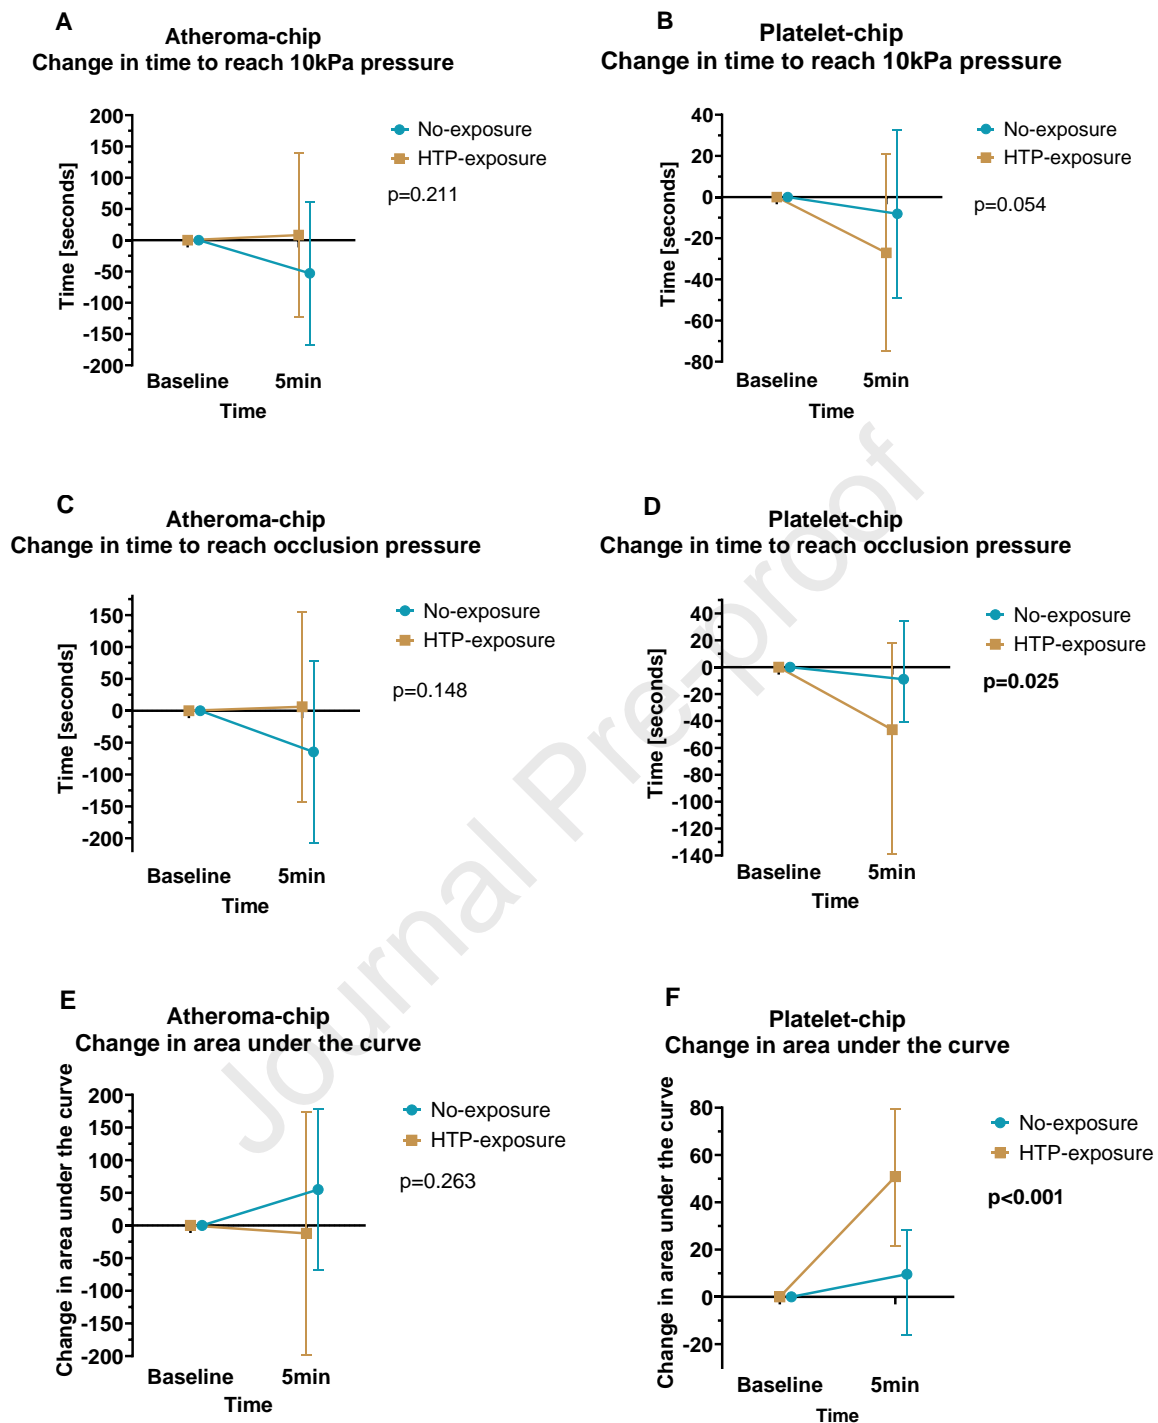 A
Atheroma-chip
Change in time to reach 10kPa pressure
200
150
100
50
0
-50
-100
-150
-200
Time [seconds]
Baseline 5min
Time
No-exposure
HTP-exposure
p=0.211
B
Platelet-chip
Change in time to reach 10kPa pressure
40
20
0
-20
-40
-60
-80
Time [seconds]
Baseline 5min
Time
No-exposure
HTP-exposure
p=0.054
C
Atheroma-chip
Change in time to reach occlusion pressure
150
100
50
0
-50
-100
-150
-200
Time [seconds]
Baseline 5min
Time
No-exposure
HTP-exposure
p=0.148
D
Platelet-chip
Change in time to reach occlusion pressure
40
20
0
-20
-40
-60
-80
-100
-120
-140
Time [seconds]
Baseline 5min
Time
No-exposure
HTP-exposure
p=0.025
E
Atheroma-chip
Change in area under the curve
200
150
100
50
0
-50
-100
-150
-200
Change in area under the curve
Baseline 5min
Time
No-exposure
HTP-exposure
p=0.263
F
Platelet-chip
Change in area under the curve
80
60
40
20
0
-20
Change in area under the curve
Baseline 5min
Time
No-exposure
HTP-exposure
p<0.001
Journal Pre-proof